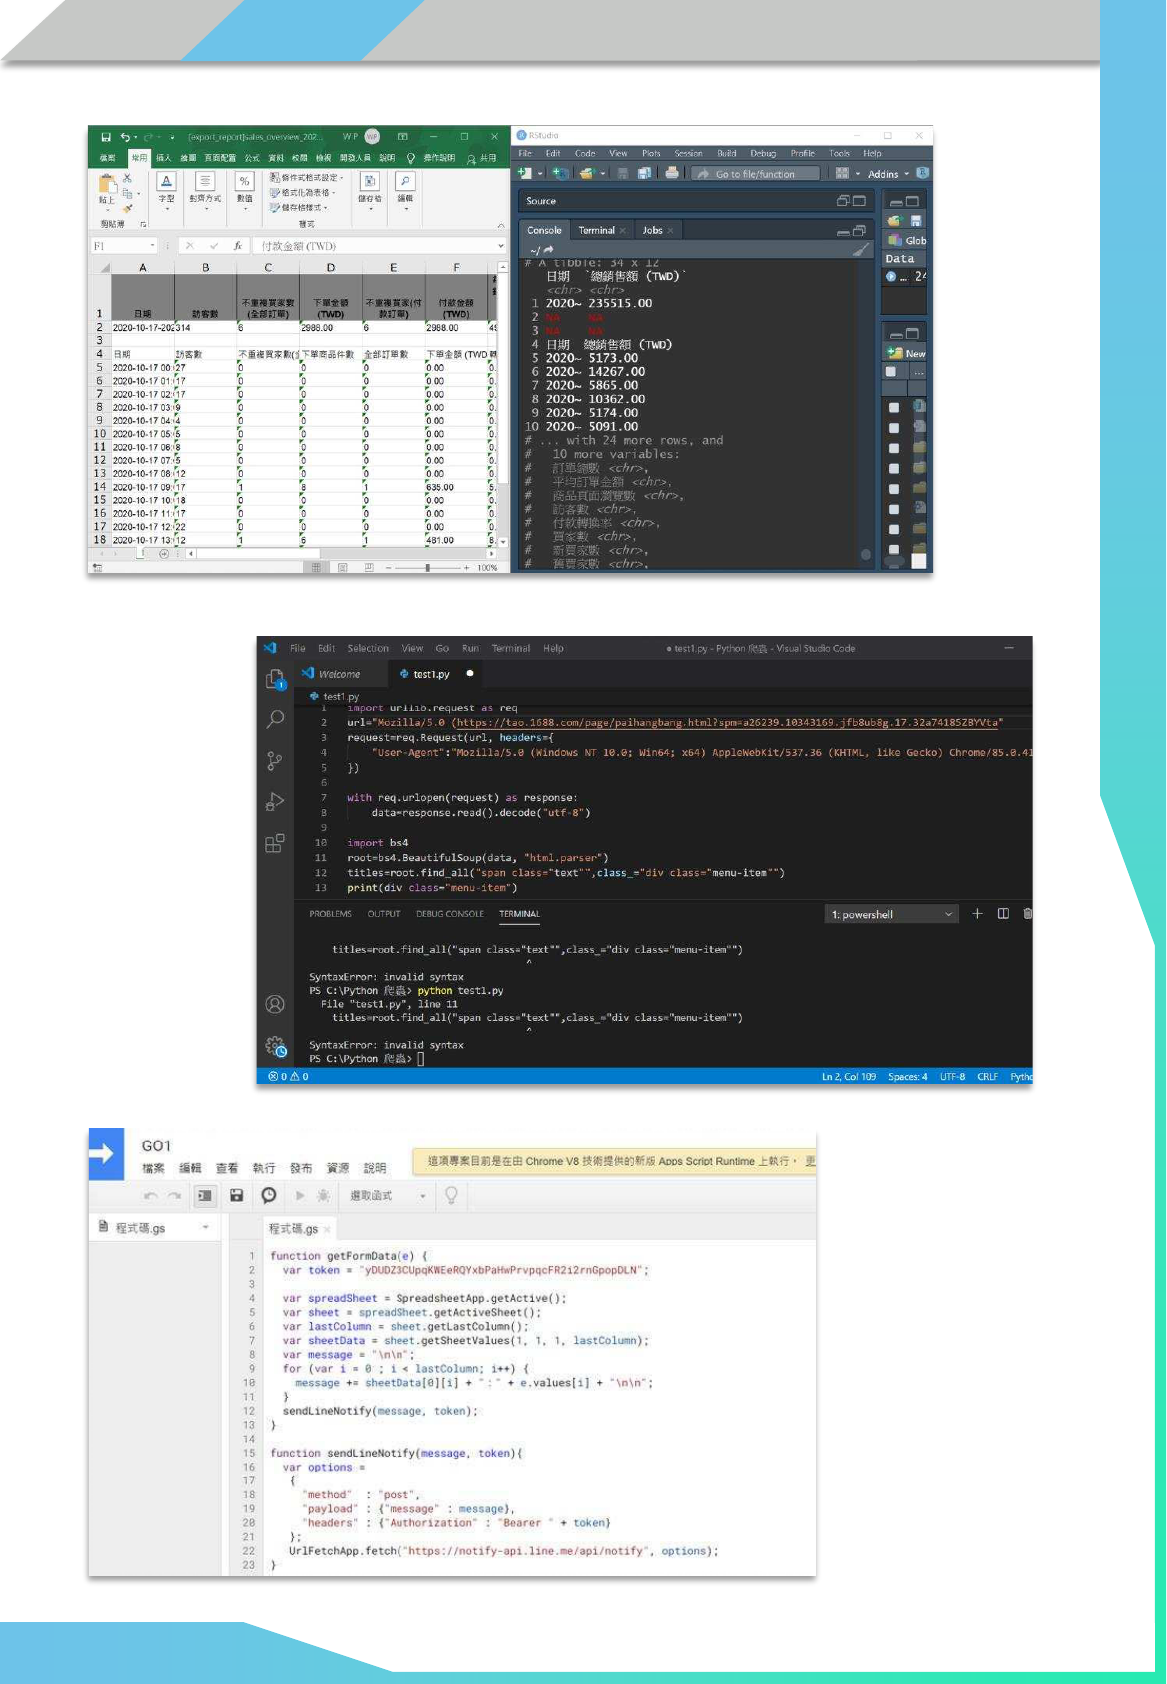 [export_report]sales_overview_202... W P WP
檔案 常用 插入 繪圖 頁面配置 公式 資料 校閱 檢視 開發人員 說明 操作說明 共用
貼上 字型 對齊方式 數值 條件式格式設定 格式化為表格 儲存格樣式 儲存格 編輯
剪貼簿 樣式
F1 fx 付款金額 (TWD)
A B C D E F
1 日期 訪客數 不重複買家數(全部訂單) 下單金額(TWD) 不重複買家(付款訂單) 付款金額(TWD)
2 2020-10-17-202 314 6 2988.00 6 2988.00 49
3
4 日期 訪客數 不重複買家數(全 下單商品件數 全部訂單數 下單金額 (TWD 轉
5 2020-10-17 00: 27 0 0 0 0.00 0.
6 2020-10-17 01: 17 0 0 0 0.00 0.
7 2020-10-17 02: 17 0 0 0 0.00 0.
8 2020-10-17 03: 9 0 0 0 0.00 0.
9 2020-10-17 04: 4 0 0 0 0.00 0.
10 2020-10-17 05: 5 0 0 0 0.00 0.
11 2020-10-17 06: 8 0 0 0 0.00 0.
12 2020-10-17 07: 5 0 0 0 0.00 0.
13 2020-10-17 08: 12 0 0 0 0.00 0.
14 2020-10-17 09: 17 1 8 1 635.00 5.
15 2020-10-17 10: 18 0 0 0 0.00 0.
16 2020-10-17 11: 17 0 0 0 0.00 0.
17 2020-10-17 12: 22 0 0 0 0.00 0.
18 2020-10-17 13: 12 1 6 1 481.00 8.
100%
RStudio
File Edit Code View Plots Session Build Debug Profile Tools Help
Go to file/function Addins
Source
Console Terminal Jobs
~/
Glob
Data
... 24
New
...
# A tibble: 34 x 12
日期 `總銷售額 (TWD)`
<chr> <chr>
1 2020~ 235515.00
2 NA NA
3 NA NA
4 日期 總銷售額 (TWD)
5 2020~ 5173.00
6 2020~ 14267.00
7 2020~ 5865.00
8 2020~ 10362.00
9 2020~ 5174.00
10 2020~ 5091.00
# ... with 24 more rows, and
# 10 more variables:
# 訂單總數 <chr>,
# 平均訂單金額 <chr>,
# 商品頁面瀏覽數 <chr>,
# 訪客數 <chr>,
# 付款轉換率 <chr>,
# 買家數 <chr>,
# 新買家數 <chr>,
# 舊買家數 <chr>,
File Edit Selection View Go Run Terminal Help ● test1.py - Python 爬蟲 - Visual Studio Code
Welcome test1.py ●
test1.py
1 import urllib.request as req
2 url="Mozilla/5.0 (https://tao.1688.com/page/paihangbang.html?spm=a26239.10343169.jfb8ub8g.17.32a74185ZBYVta"
3 request=req.Request(url, headers={
4 "User-Agent":"Mozilla/5.0 (Windows NT 10.0; Win64; x64) AppleWebKit/537.36 (KHTML, like Gecko) Chrome/85.0.41
5 })
6
7 with req.urlopen(request) as response:
8 data=response.read().decode("utf-8")
9
10 import bs4
11 root=bs4.BeautifulSoup(data, "html.parser")
12 titles=root.find_all("span class="text"",class_="div class="menu-item"")
13 print(div class="menu-item")
PROBLEMS OUTPUT DEBUG CONSOLE TERMINAL 1: powershell
titles=root.find_all("span class="text"",class_="div class="menu-item"")
^
SyntaxError: invalid syntax
PS C:\Python 爬蟲> python test1.py
File "test1.py", line 11
titles=root.find_all("span class="text"",class_="div class="menu-item"")
^
SyntaxError: invalid syntax
PS C:\Python 爬蟲>
0 0 Ln 2, Col 109 Spaces: 4 UTF-8 CRLF Pytho
GO1
檔案 編輯 查看 執行 發布 資源 說明 這項專案目前是在由 Chrome V8 技術提供的新版 Apps Script Runtime 上執行。 更
選取函式
程式碼.gs 程式碼.gs ×
1 function getFormData(e) {
2 var token = "yDUDZ3CUpqKWEeRQYxbPaHwPrvpqcFR2i2rnGpopDLN";
3
4 var spreadSheet = SpreadsheetApp.getActive();
5 var sheet = spreadSheet.getActiveSheet();
6 var lastColumn = sheet.getLastColumn();
7 var sheetData = sheet.getSheetValues(1, 1, 1, lastColumn);
8 var message = "\n\n";
9 for (var i = 0 ; i < lastColumn; i++) {
10 message += sheetData[0][i] + ":" + e.values[i] + "\n\n";
11 }
12 sendLineNotify(message, token);
13 }
14
15 function sendLineNotify(message, token){
16 var options =
17 {
18 "method" : "post",
19 "payload" : {"message" : message},
20 "headers" : {"Authorization" : "Bearer " + token}
21 };
22 UrlFetchApp.fetch("https://notify-api.line.me/api/notify", options);
23 }